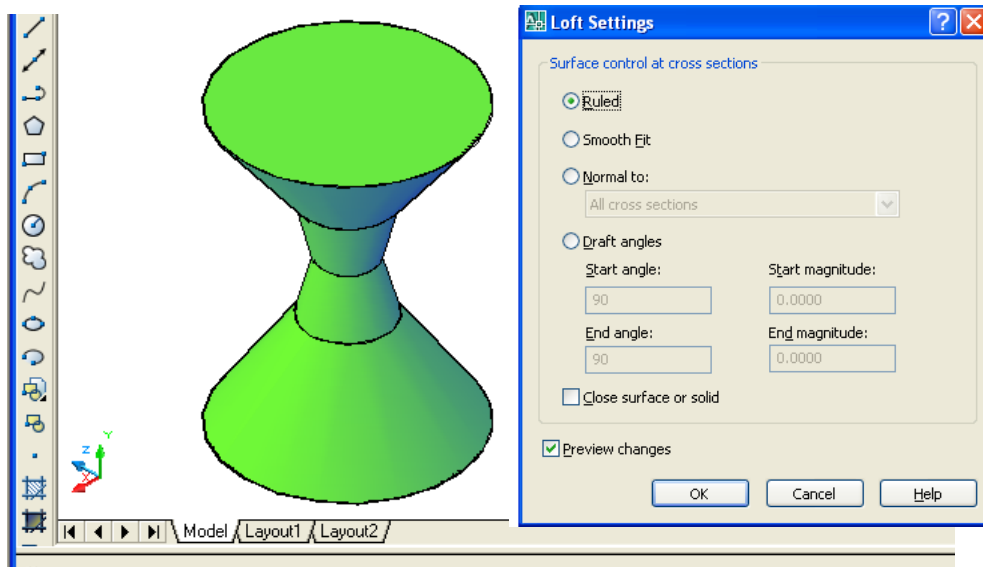 Loft Settings
Surface control at cross sections
Ruled
Smooth Fit
Normal to:
All cross sections
Draft angles
Start angle: Start magnitude:
90 0.0000
End angle: End magnitude:
90 0.0000
Close surface or solid
Preview changes
OK Cancel Help
Z Y X
Model Layout1 Layout2